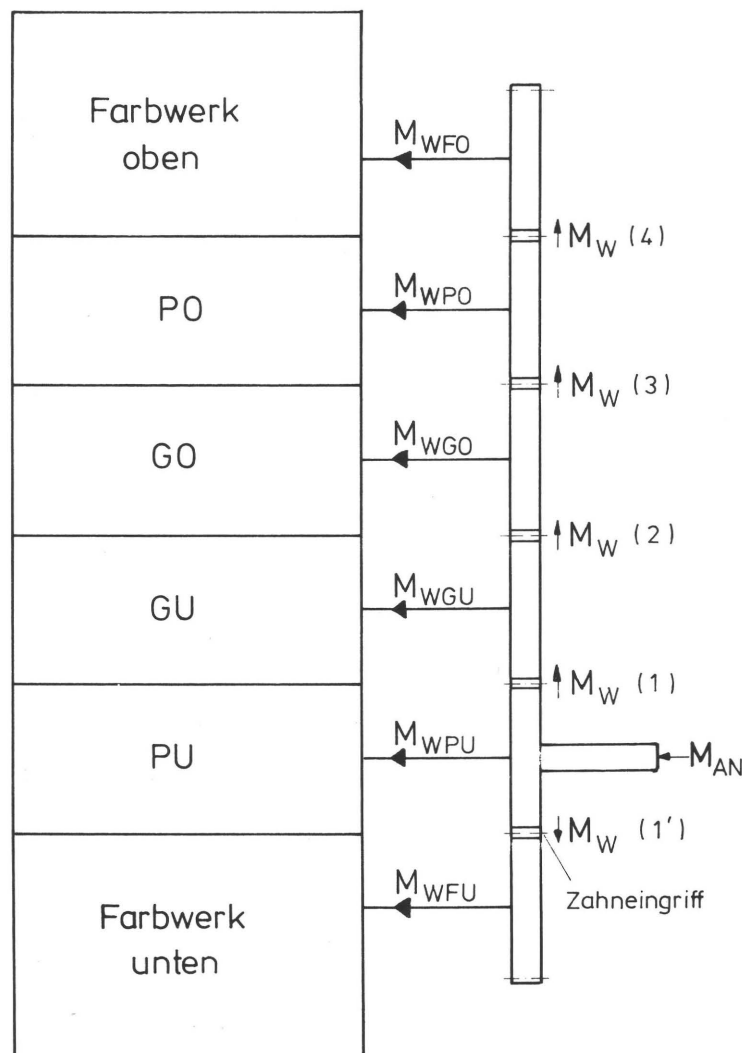 Farbwerk
oben
M_WFO
M_W (4)
PO
M_WPO
M_W (3)
GO
M_WGO
M_W (2)
GU
M_WGU
M_W (1)
PU
M_WPU
M_AN
M_W (1')
Zahneingriff
Farbwerk
unten
M_WFU